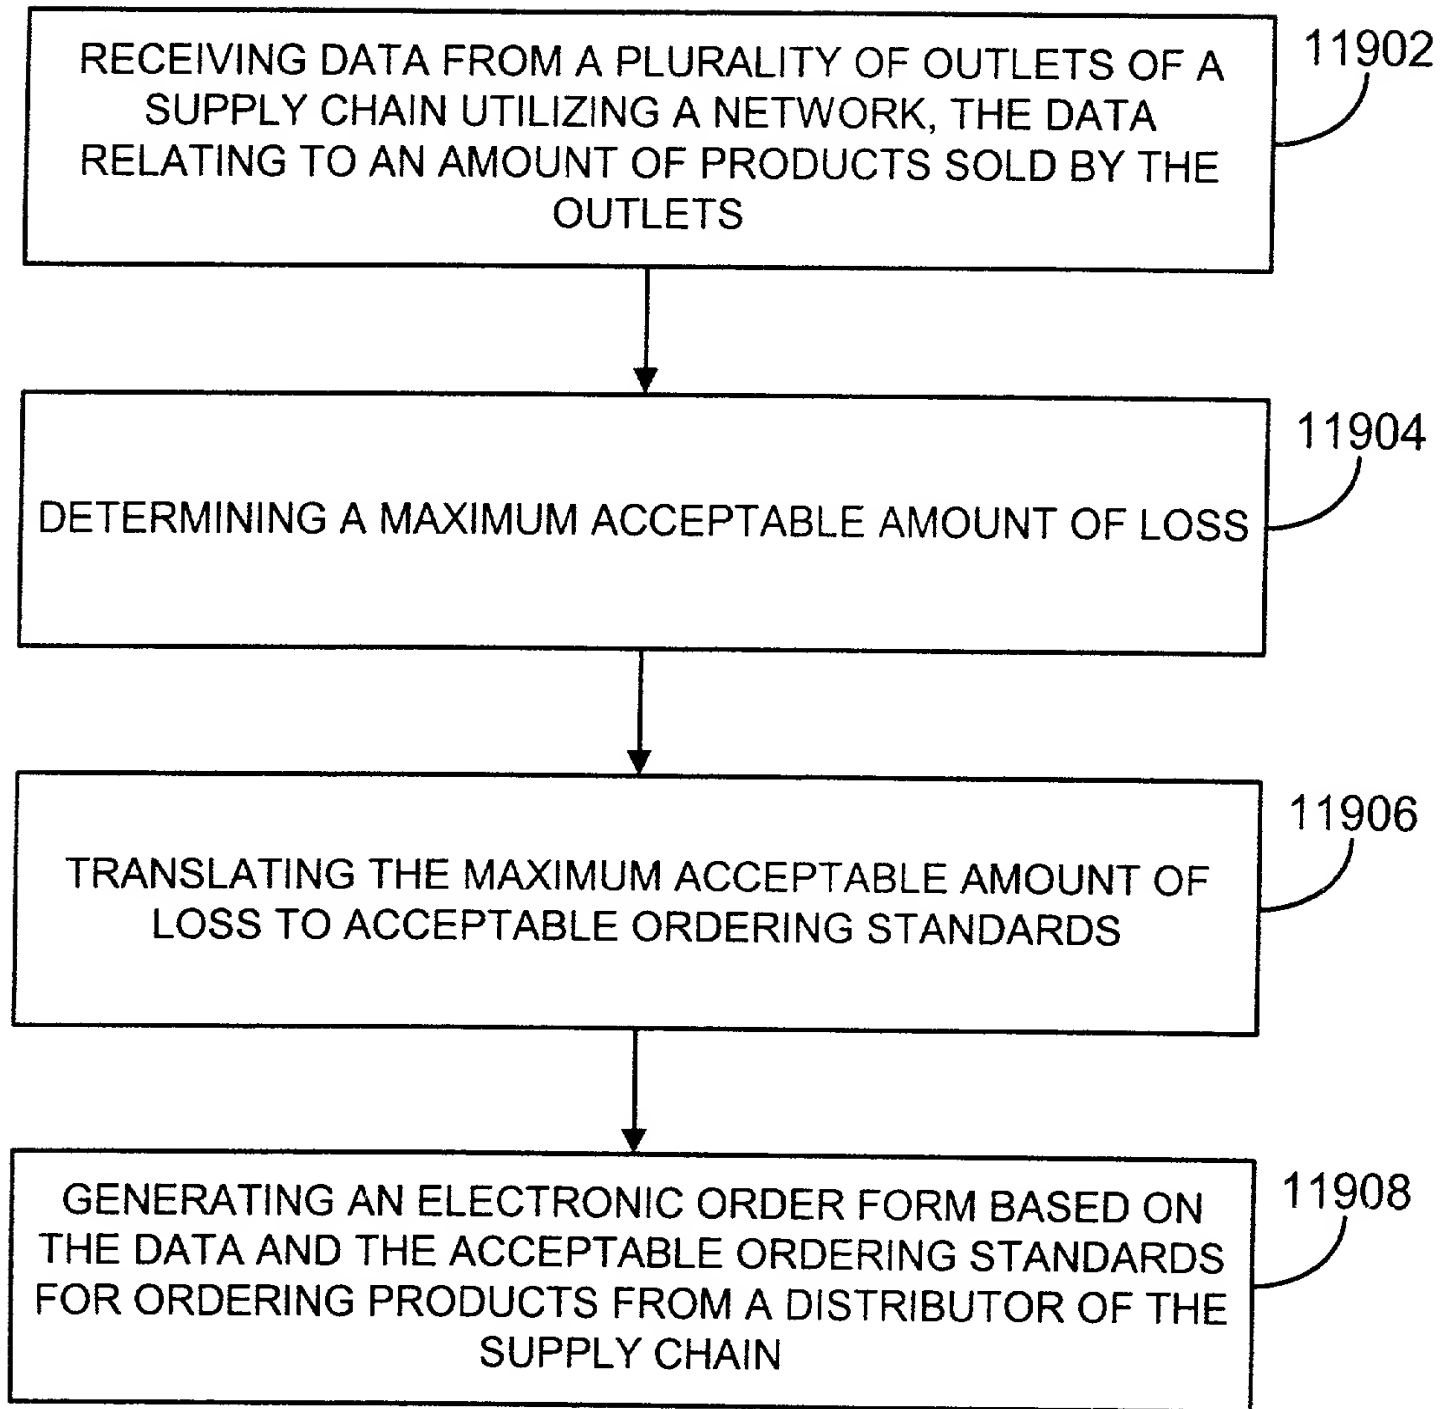 RECEIVING DATA FROM A PLURALITY OF OUTLETS OF A
SUPPLY CHAIN UTILIZING A NETWORK, THE DATA
RELATING TO AN AMOUNT OF PRODUCTS SOLD BY THE
OUTLETS
11902
DETERMINING A MAXIMUM ACCEPTABLE AMOUNT OF LOSS
11904
TRANSLATING THE MAXIMUM ACCEPTABLE AMOUNT OF
LOSS TO ACCEPTABLE ORDERING STANDARDS
11906
GENERATING AN ELECTRONIC ORDER FORM BASED ON
THE DATA AND THE ACCEPTABLE ORDERING STANDARDS
FOR ORDERING PRODUCTS FROM A DISTRIBUTOR OF THE
SUPPLY CHAIN
11908